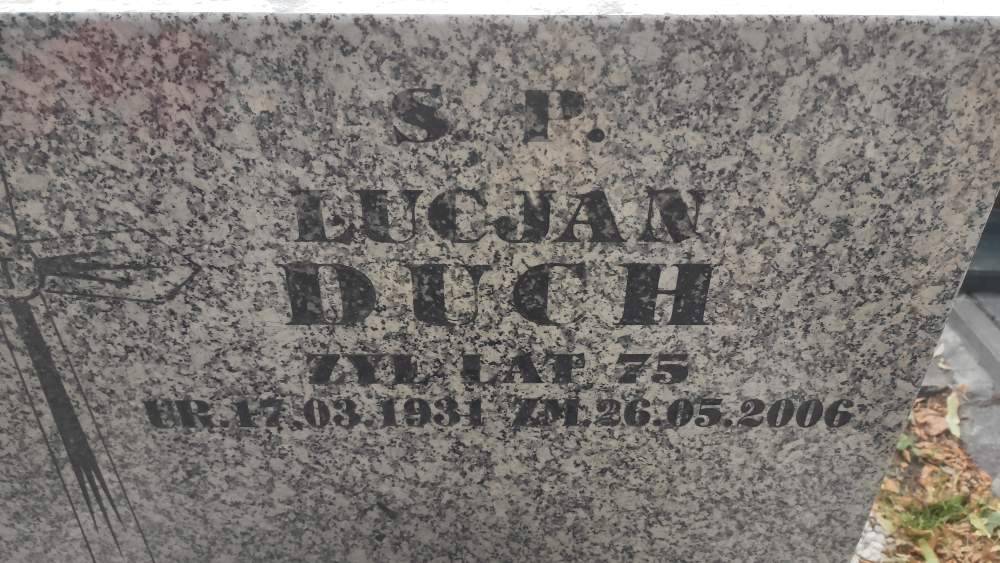 S. P.
LUCJAN
DUCH
ŻYŁ LAT 75
UR.17.03.1931 ZM.26.05.2006